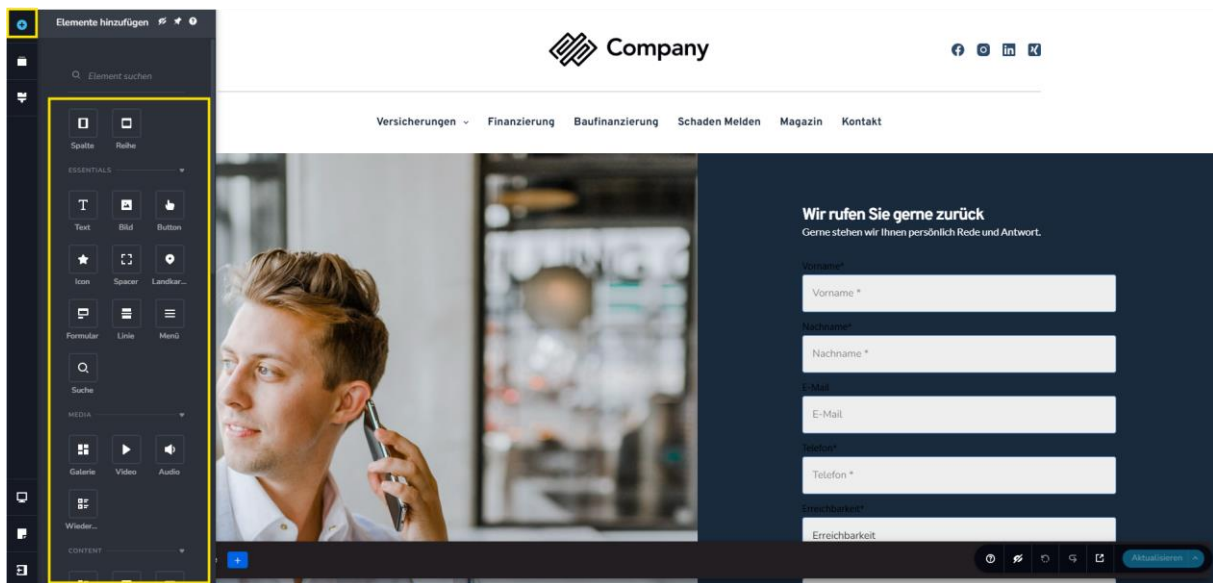 Elemente hinzufügen
Company
Element suchen
Versicherungen Finanzierung Baufinanzierung Schaden Melden Magazin Kontakt
Spalte Reihe
ESSENTIALS
Text Bild Button
Icon Spacer Landkar...
Formular Linie Menü
Suche
MEDIA
Galerie Video Audio
Wieder...
CONTENT
Wir rufen Sie gerne zurück
Gerne stehen wir Ihnen persönlich Rede und Antwort.
Vorname*
Vorname *
Nachname*
Nachname *
E-Mail
E-Mail
Telefon*
Telefon *
Erreichbarkeit*
Erreichbarkeit
Aktualisieren